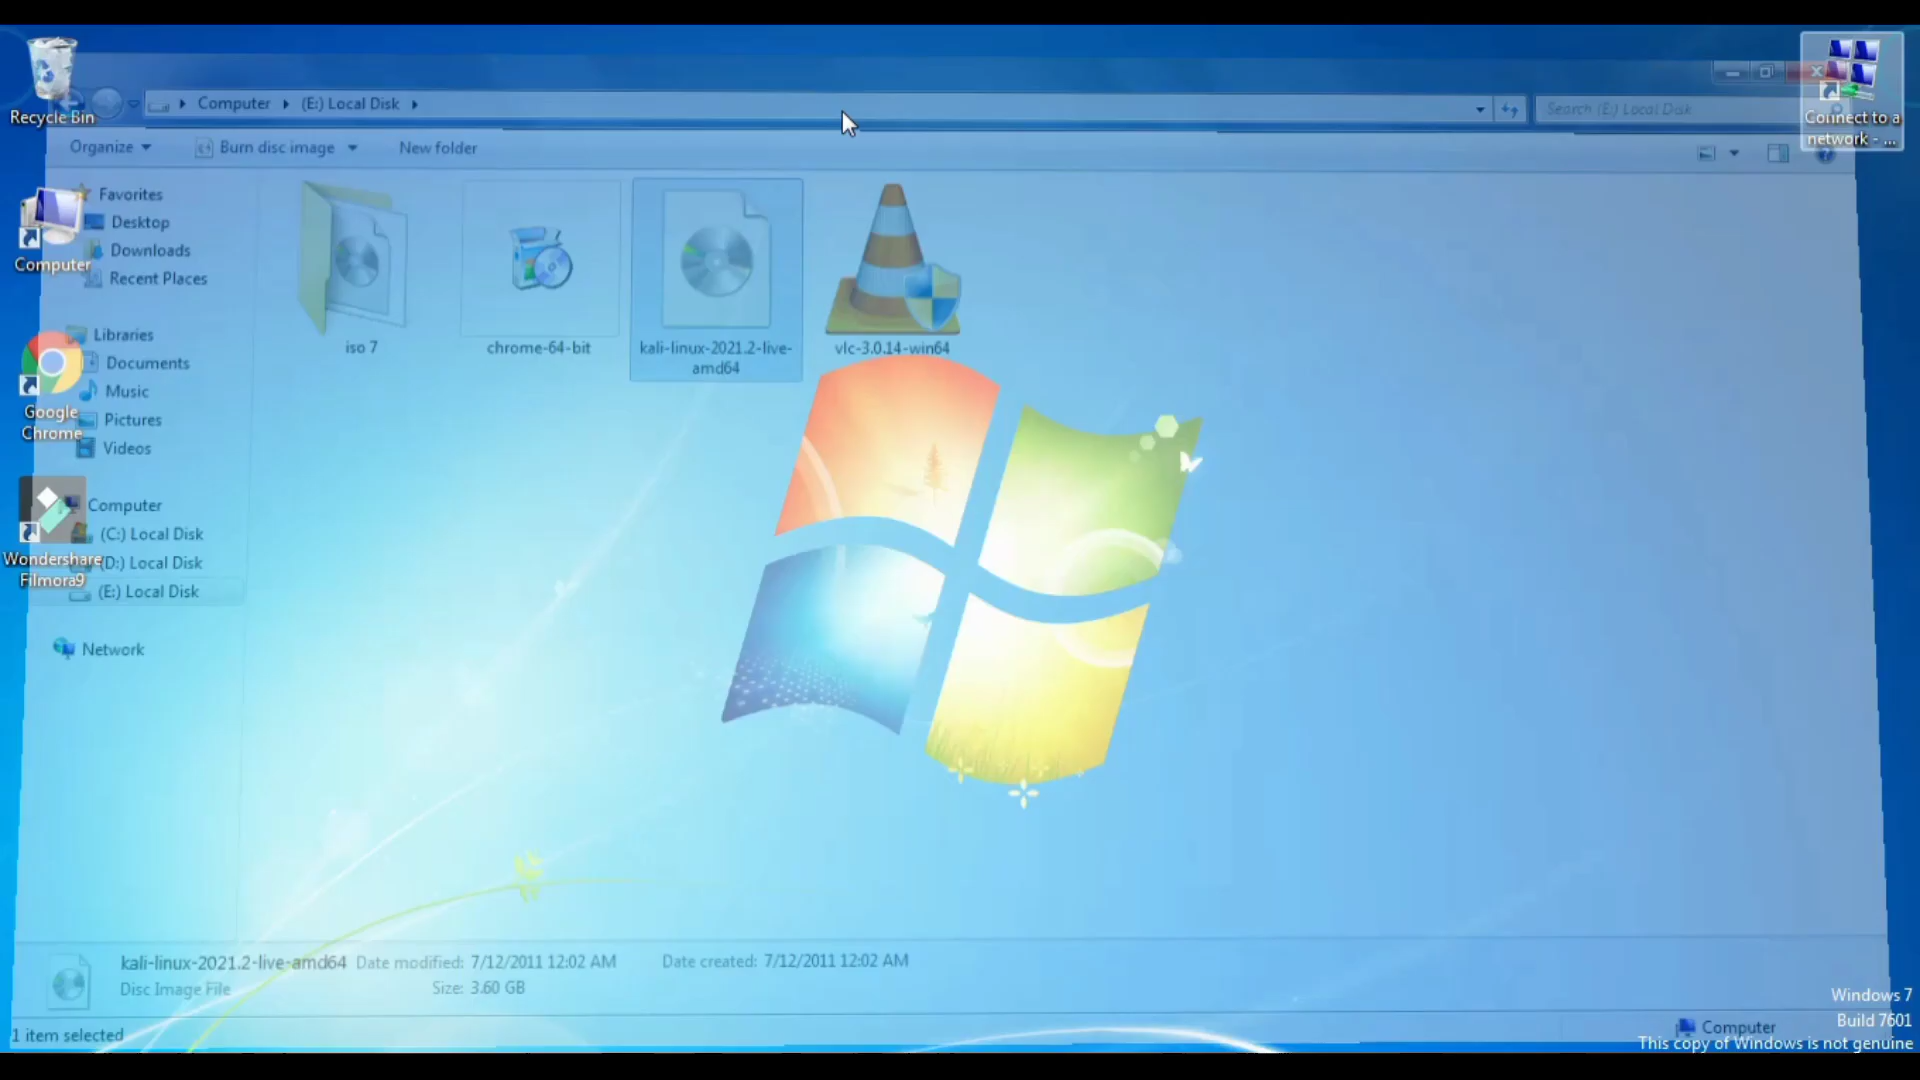 Recycle Bin
Computer
Google
Chrome
Wondershare
Filmora9
Connect to a
network - ...
Computer
(E:) Local Disk
Search (E:) Local Disk
Organize
Burn disc image
New folder
Favorites
Desktop
Downloads
Recent Places
Libraries
Documents
Music
Pictures
Videos
Computer
(C:) Local Disk
(D:) Local Disk
(E:) Local Disk
Network
iso 7
chrome-64-bit
kali-linux-2021.2-live-
amd64
vlc-3.0.14-win64
kali-linux-2021.2-live-amd64 Date modified: 7/12/2011 12:02 AM Date created: 7/12/2011 12:02 AM
Disc Image File Size: 3.60 GB
1 item selected
Computer
Windows 7
Build 7601
This copy of Windows is not genuine